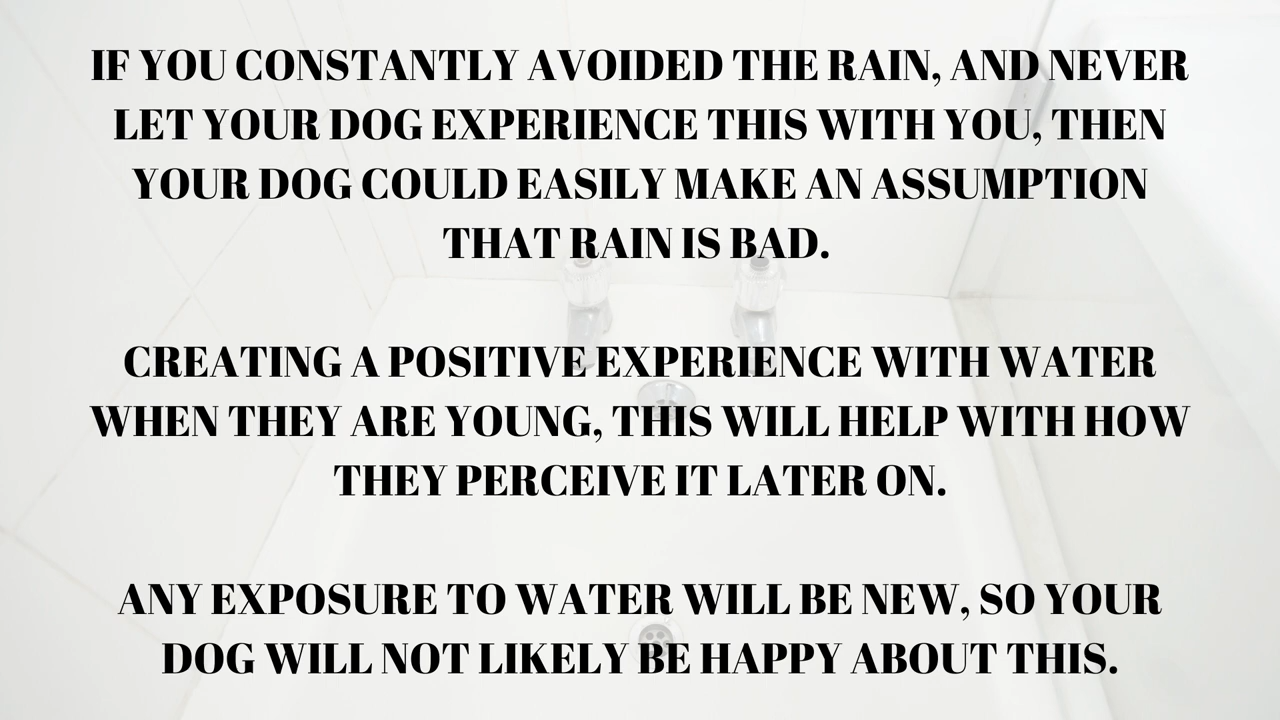 IF YOU CONSTANTLY AVOIDED THE RAIN, AND NEVER
LET YOUR DOG EXPERIENCE THIS WITH YOU, THEN
YOUR DOG COULD EASILY MAKE AN ASSUMPTION
THAT RAIN IS BAD.
CREATING A POSITIVE EXPERIENCE WITH WATER
WHEN THEY ARE YOUNG, THIS WILL HELP WITH HOW
THEY PERCEIVE IT LATER ON.
ANY EXPOSURE TO WATER WILL BE NEW, SO YOUR
DOG WILL NOT LIKELY BE HAPPY ABOUT THIS.